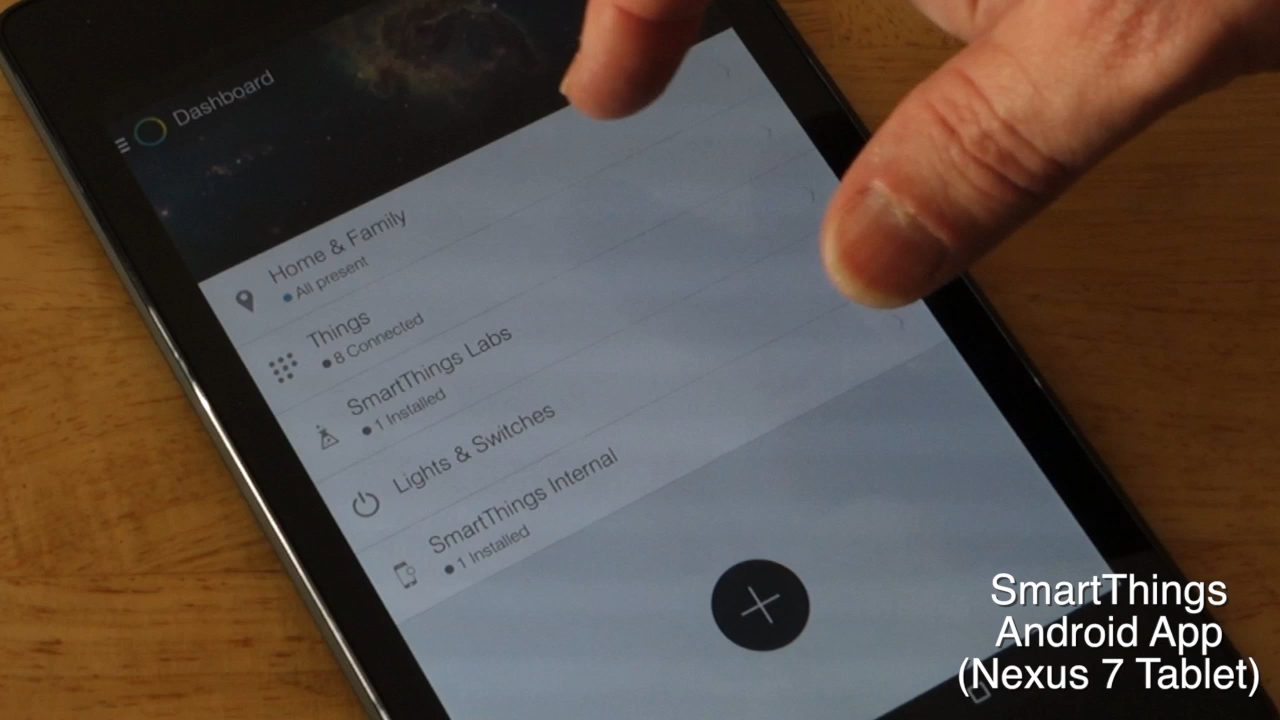 Dashboard
Home & Family
All present
Things
8 Connected
SmartThings Labs
1 Installed
Lights & Switches
SmartThings Internal
1 Installed
SmartThings
Android App
(Nexus 7 Tablet)